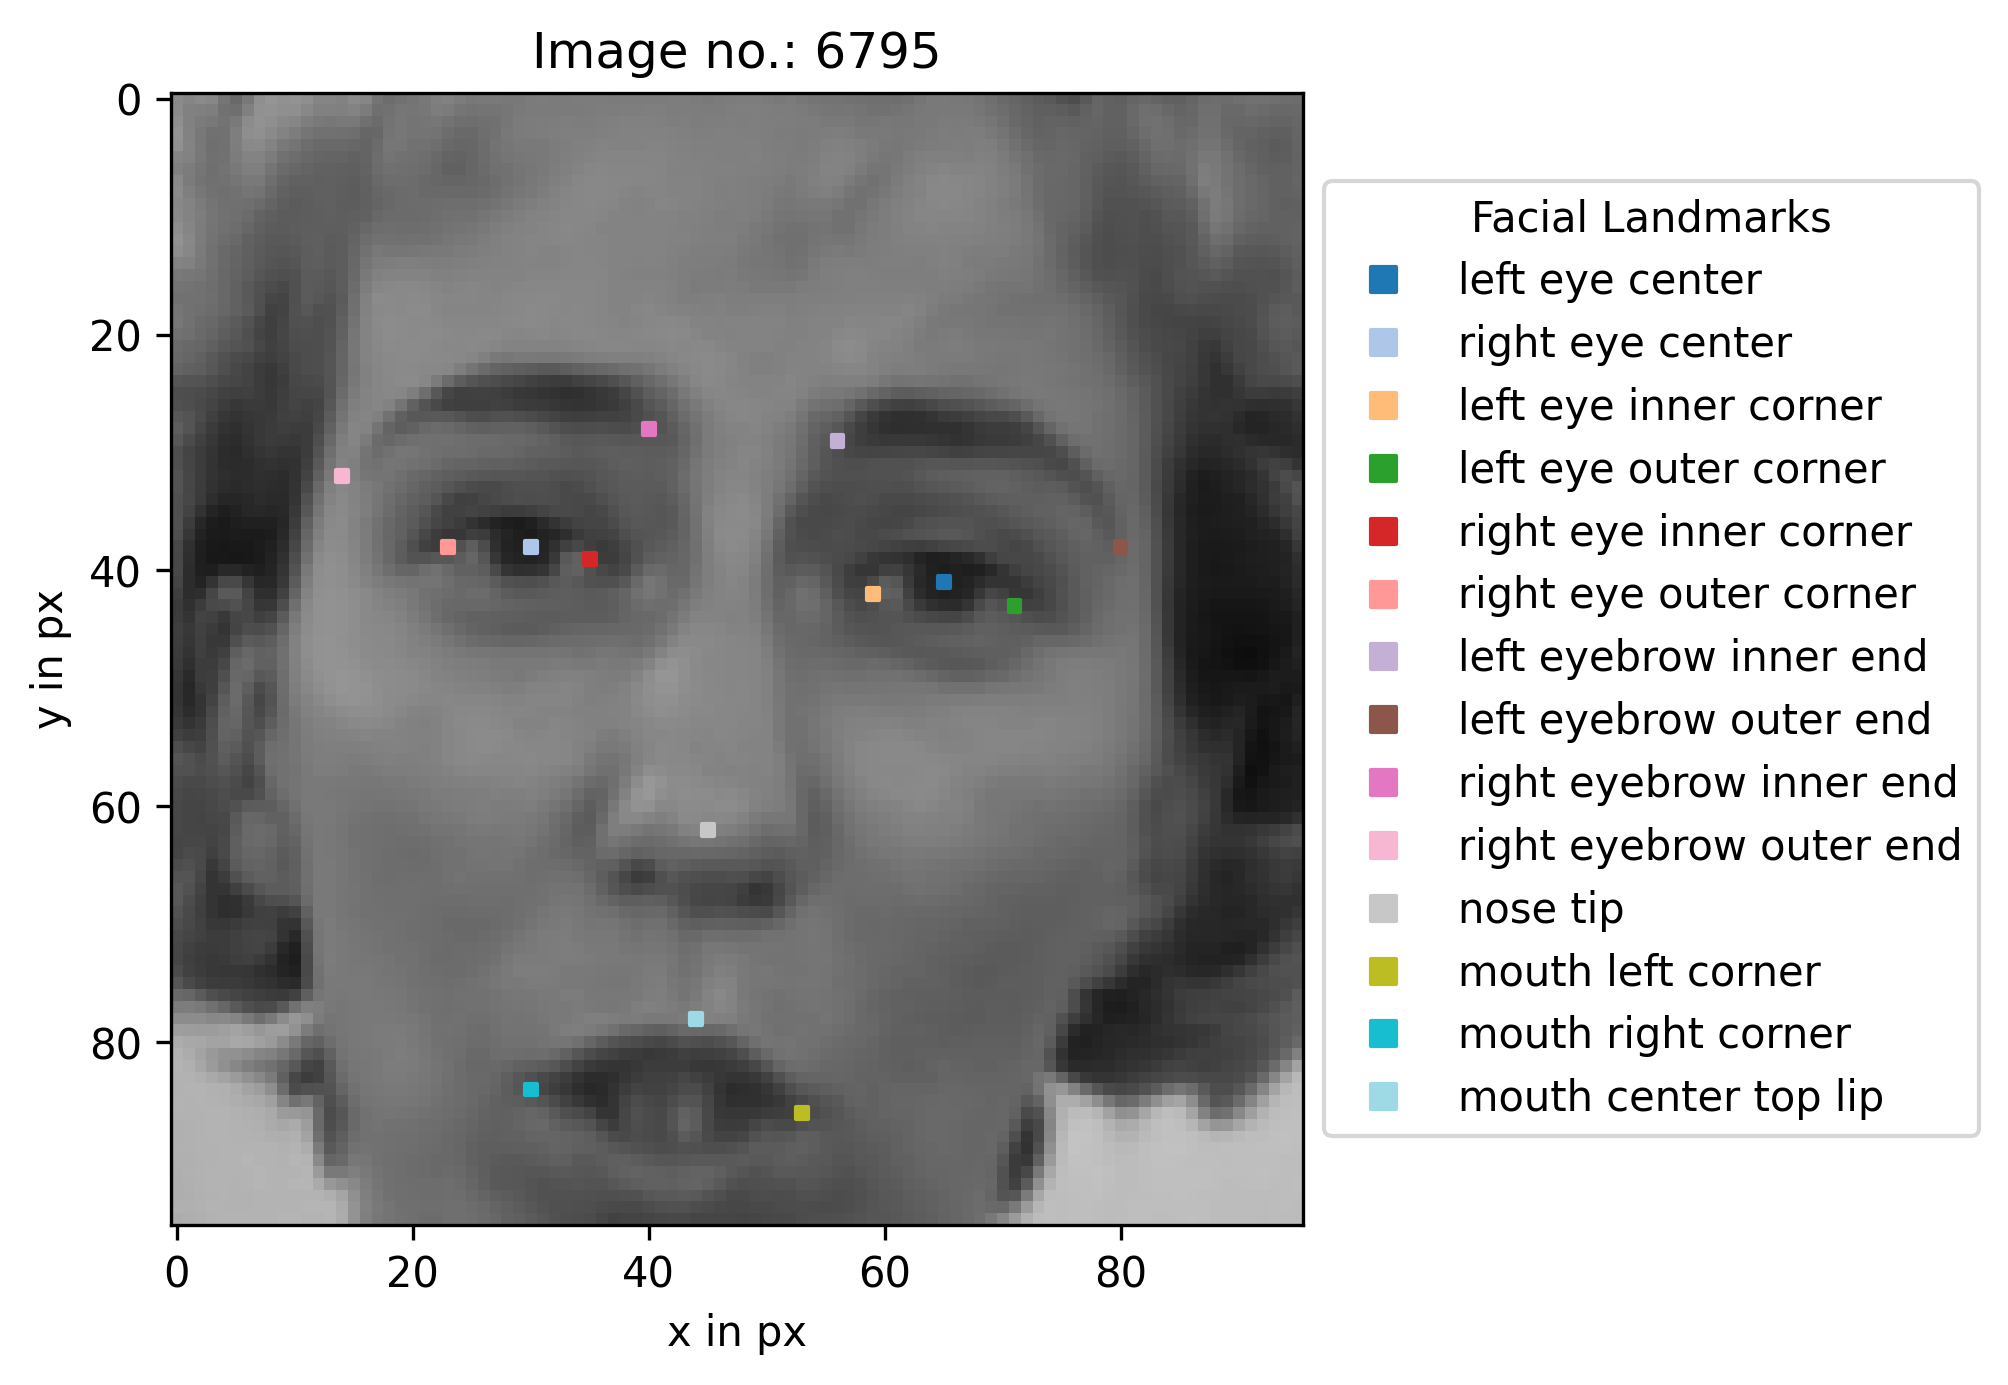 Image no.: 6795
0
20
40
60
80
y in px
0 20 40 60 80
x in px
Facial Landmarks
left eye center
right eye center
left eye inner corner
left eye outer corner
right eye inner corner
right eye outer corner
left eyebrow inner end
left eyebrow outer end
right eyebrow inner end
right eyebrow outer end
nose tip
mouth left corner
mouth right corner
mouth center top lip